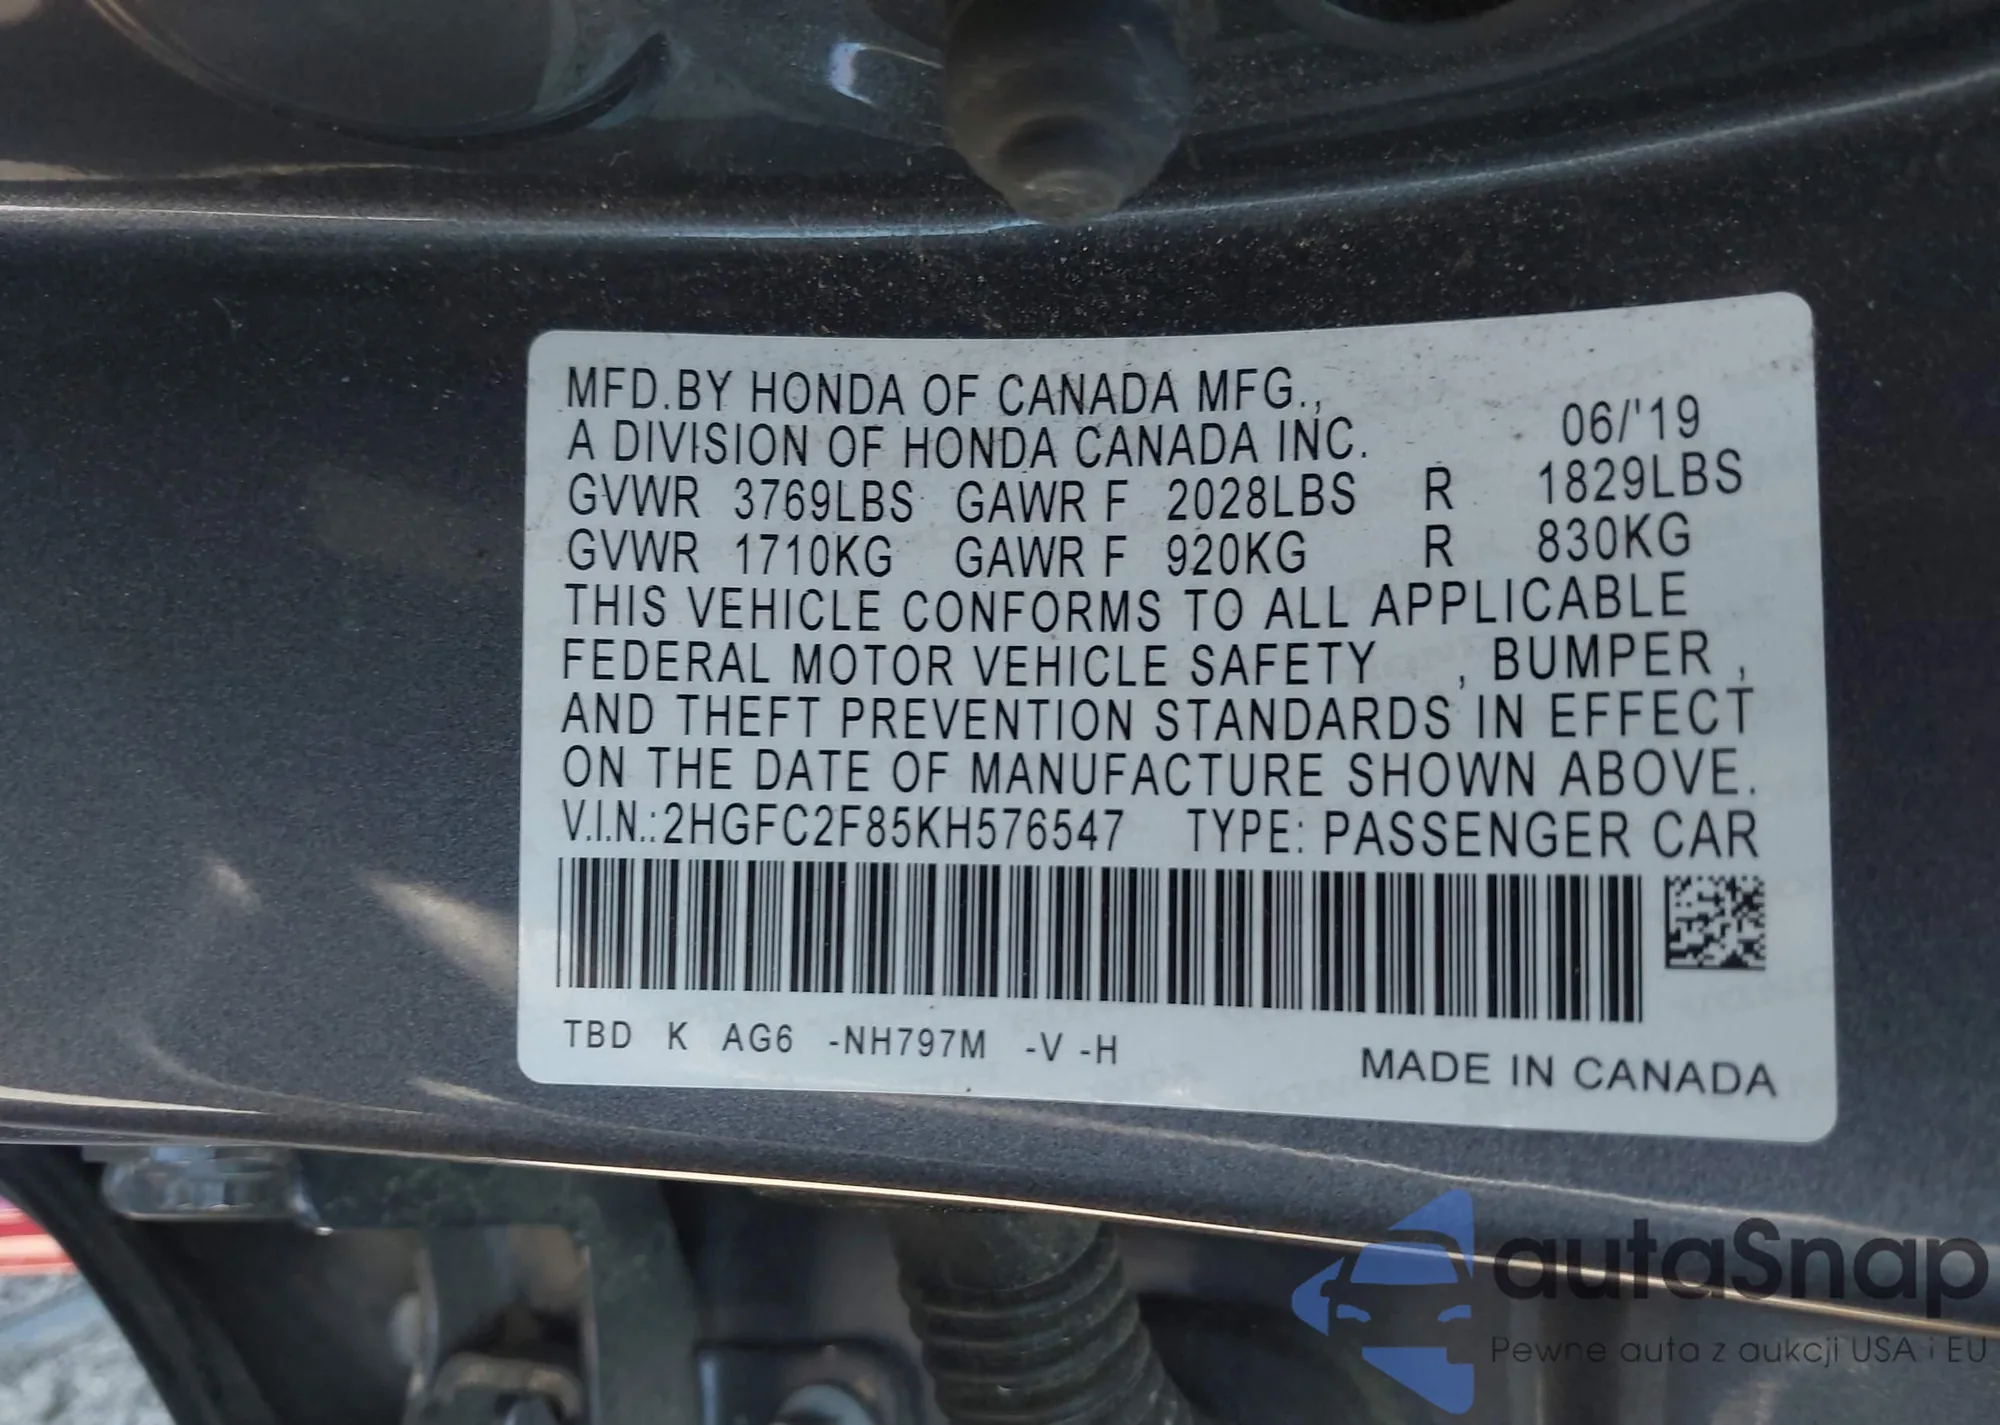 MFD.BY HONDA OF CANADA MFG.,
A DIVISION OF HONDA CANADA INC. 06/'19
GVWR 3769LBS GAWR F 2028LBS R 1829LBS
GVWR 1710KG GAWR F 920KG R 830KG
THIS VEHICLE CONFORMS TO ALL APPLICABLE
FEDERAL MOTOR VEHICLE SAFETY , BUMPER ,
AND THEFT PREVENTION STANDARDS IN EFFECT
ON THE DATE OF MANUFACTURE SHOWN ABOVE.
V.I.N.:2HGFC2F85KH576547 TYPE: PASSENGER CAR
TBD K AG6 -NH797M -V -H
MADE IN CANADA
autaSnap
Pewne auta z aukcji USA i EU